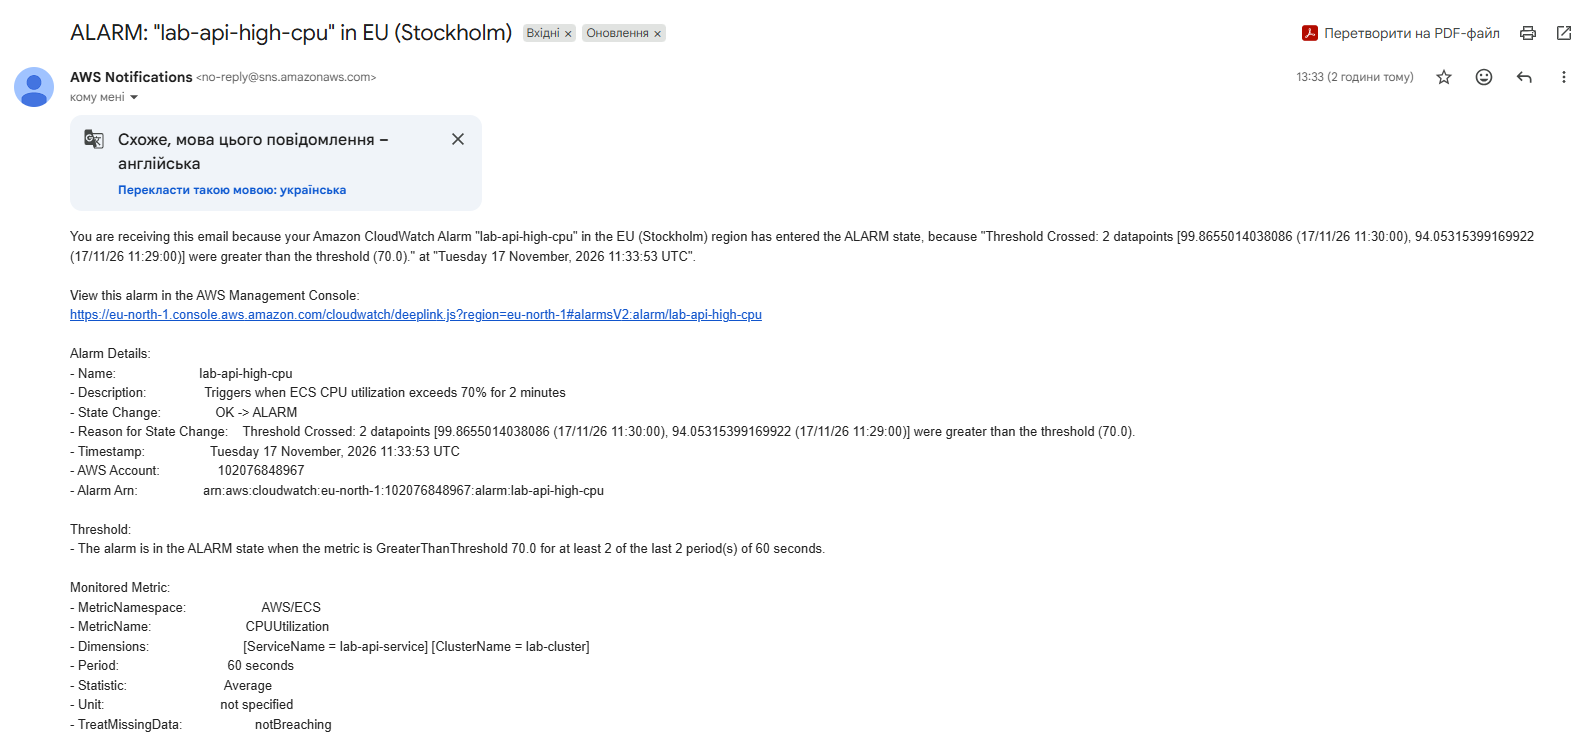 ALARM: "lab-api-high-cpu" in EU (Stockholm) Вхідні × Оновлення ×
Перетворити на PDF-файл
AWS Notifications <no-reply@sns.amazonaws.com>
13:33 (2 години тому)
кому мені
Схоже, мова цього повідомлення –
англійська
Перекласти такою мовою: українська
You are receiving this email because your Amazon CloudWatch Alarm "lab-api-high-cpu" in the EU (Stockholm) region has entered the ALARM state, because "Threshold Crossed: 2 datapoints [99.8655014038086 (17/11/26 11:30:00), 94.05315399169922
(17/11/26 11:29:00)] were greater than the threshold (70.0)." at "Tuesday 17 November, 2026 11:33:53 UTC".
View this alarm in the AWS Management Console:
https://eu-north-1.console.aws.amazon.com/cloudwatch/deeplink.js?region=eu-north-1#alarmsV2:alarm/lab-api-high-cpu
Alarm Details:
- Name: lab-api-high-cpu
- Description: Triggers when ECS CPU utilization exceeds 70% for 2 minutes
- State Change: OK -> ALARM
- Reason for State Change: Threshold Crossed: 2 datapoints [99.8655014038086 (17/11/26 11:30:00), 94.05315399169922 (17/11/26 11:29:00)] were greater than the threshold (70.0).
- Timestamp: Tuesday 17 November, 2026 11:33:53 UTC
- AWS Account: 102076848967
- Alarm Arn: arn:aws:cloudwatch:eu-north-1:102076848967:alarm:lab-api-high-cpu
Threshold:
- The alarm is in the ALARM state when the metric is GreaterThanThreshold 70.0 for at least 2 of the last 2 period(s) of 60 seconds.
Monitored Metric:
- MetricNamespace: AWS/ECS
- MetricName: CPUUtilization
- Dimensions: [ServiceName = lab-api-service] [ClusterName = lab-cluster]
- Period: 60 seconds
- Statistic: Average
- Unit: not specified
- TreatMissingData: notBreaching